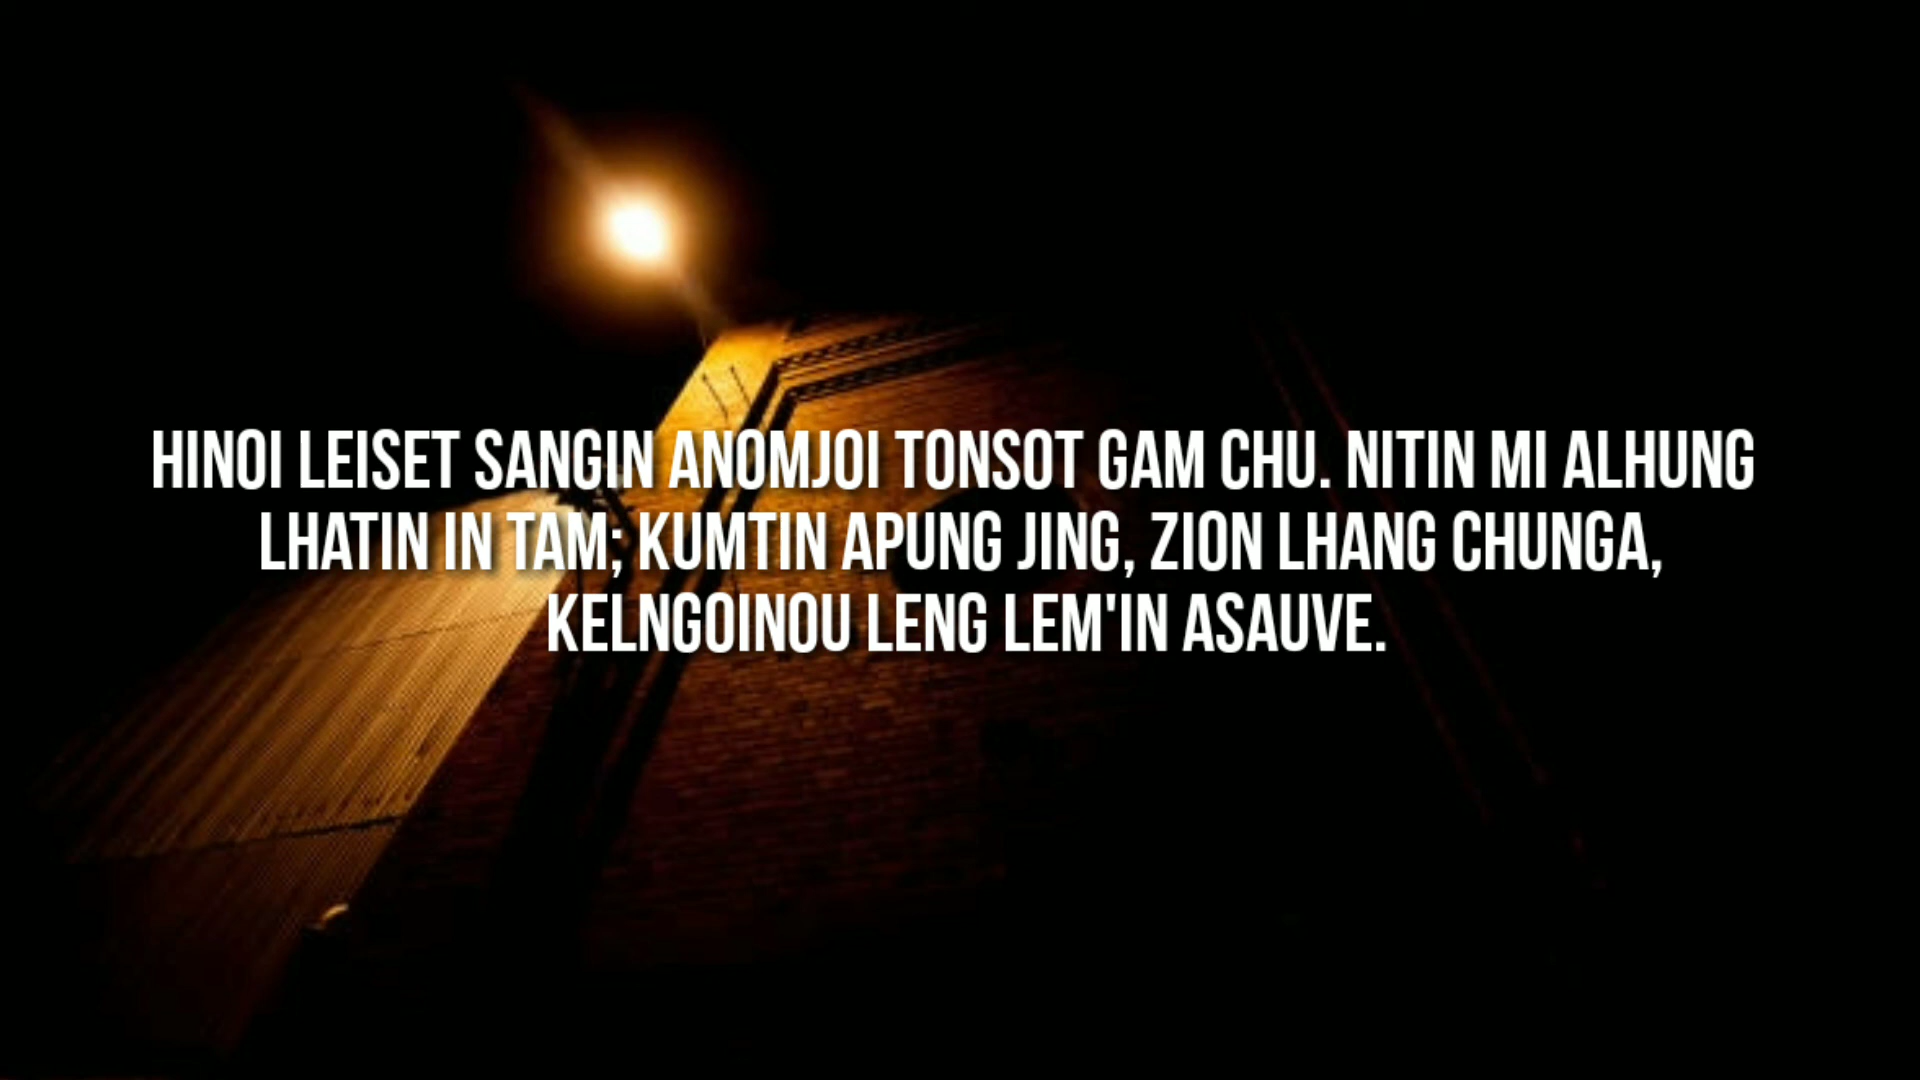 HINOI LEISET SANGIN ANOMJOI TONSOT GAM CHU. NITIN MI ALHUNG
LHATIN IN TAM; KUMTIN APUNG JING, ZION LHANG CHUNGA,
KELNGOINOU LENG LEM'IN ASAUVE.